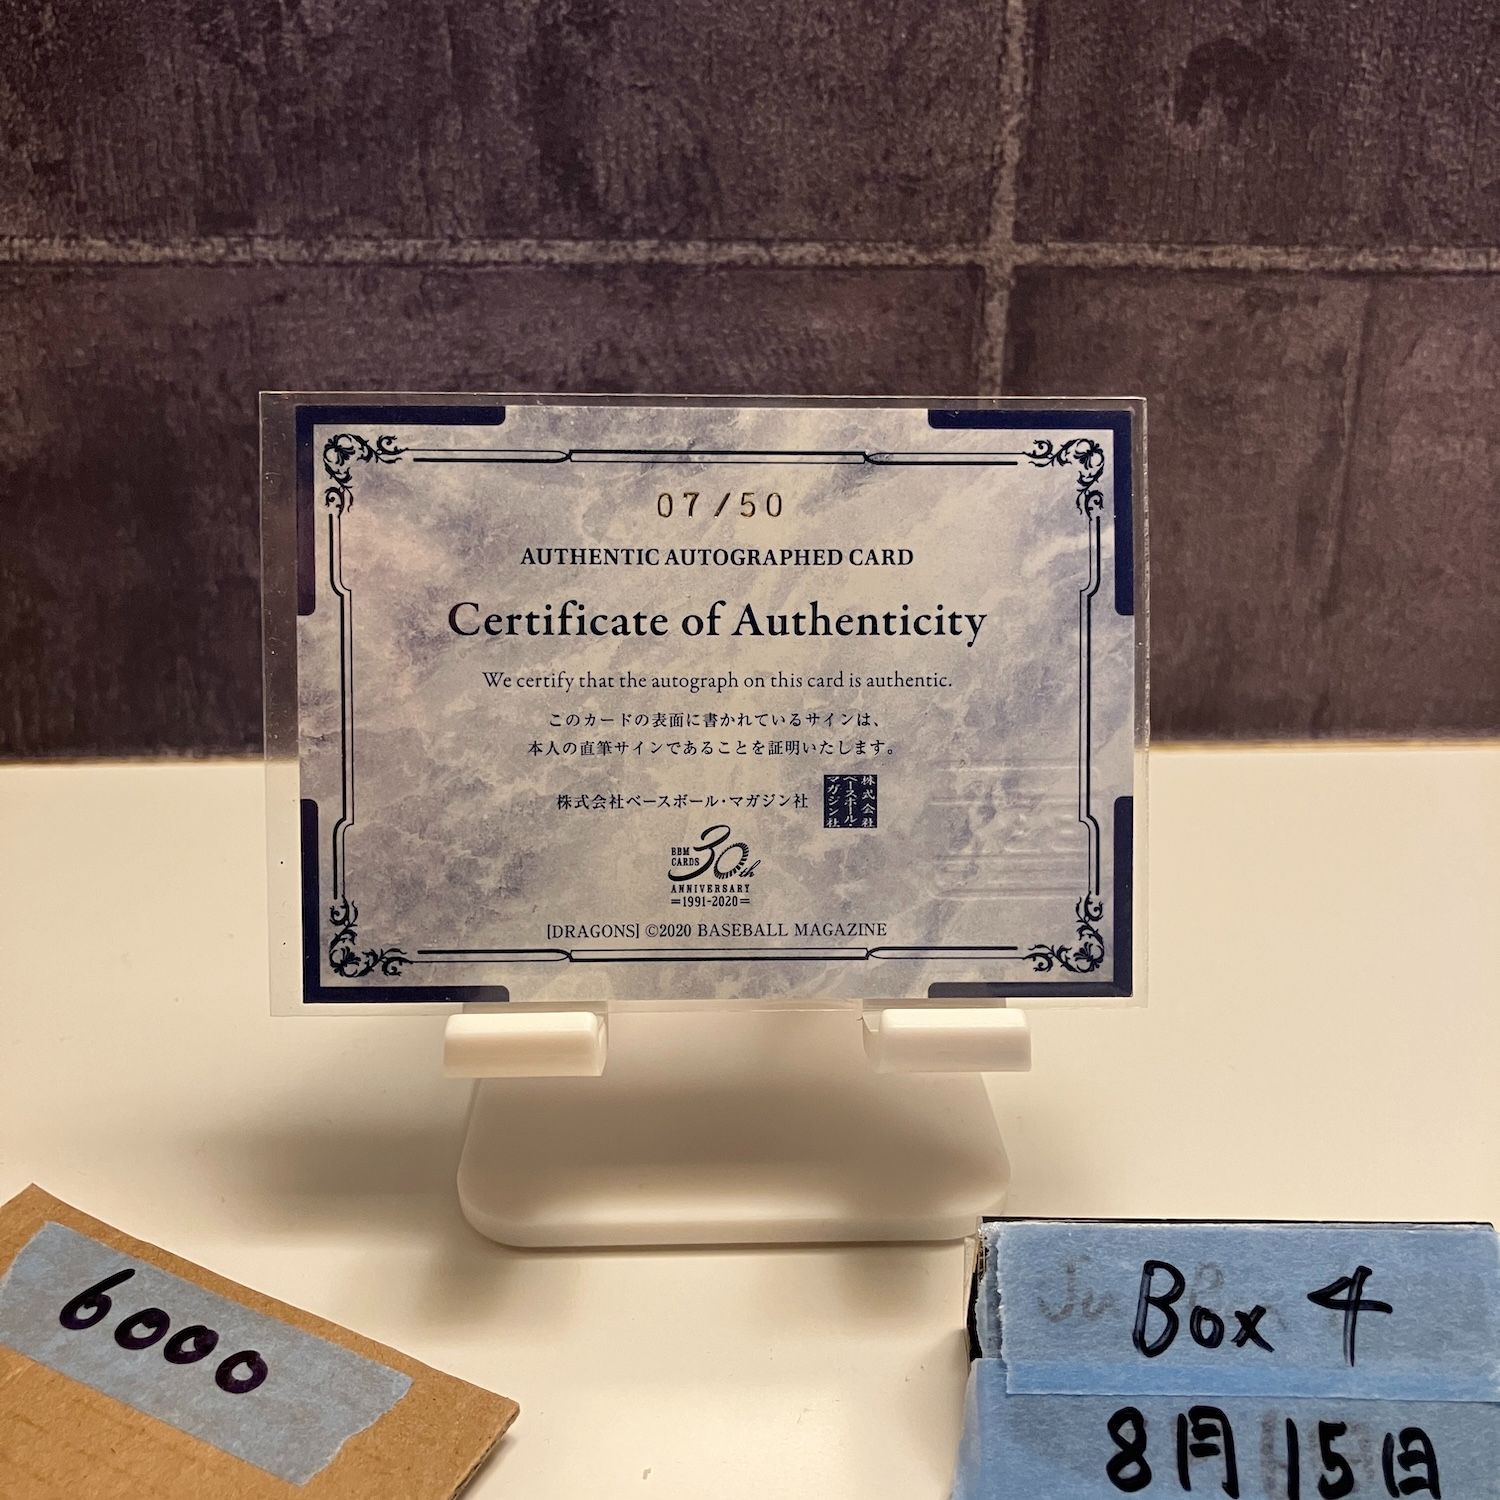 07/50
AUTHENTIC AUTOGRAPHED CARD
Certificate of Authenticity
We certify that the autograph on this card is authentic.
このカードの表面に書かれているサインは、
本人の直筆サインであることを証明いたします。
株式会社ベースボール・マガジン社
株式会社
ベースボール・
マガジン社
BBM
CARDS
30th
ANNIVERSARY
=1991-2020=
[DRAGONS] ©2020 BASEBALL MAGAZINE
6000
Box 4
8月15日